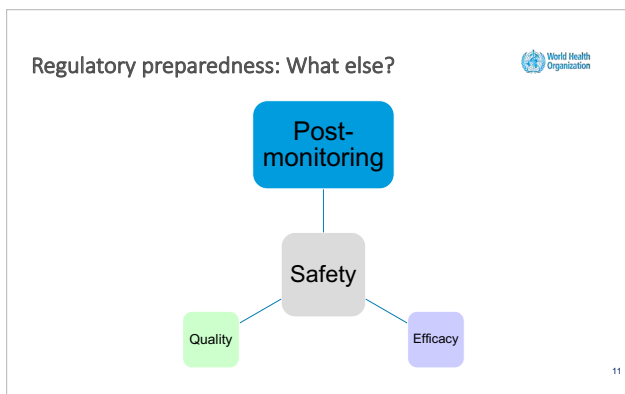 Regulatory preparedness: What else?
World Health
Organization
Post-
monitoring
Safety
Quality
Efficacy
11